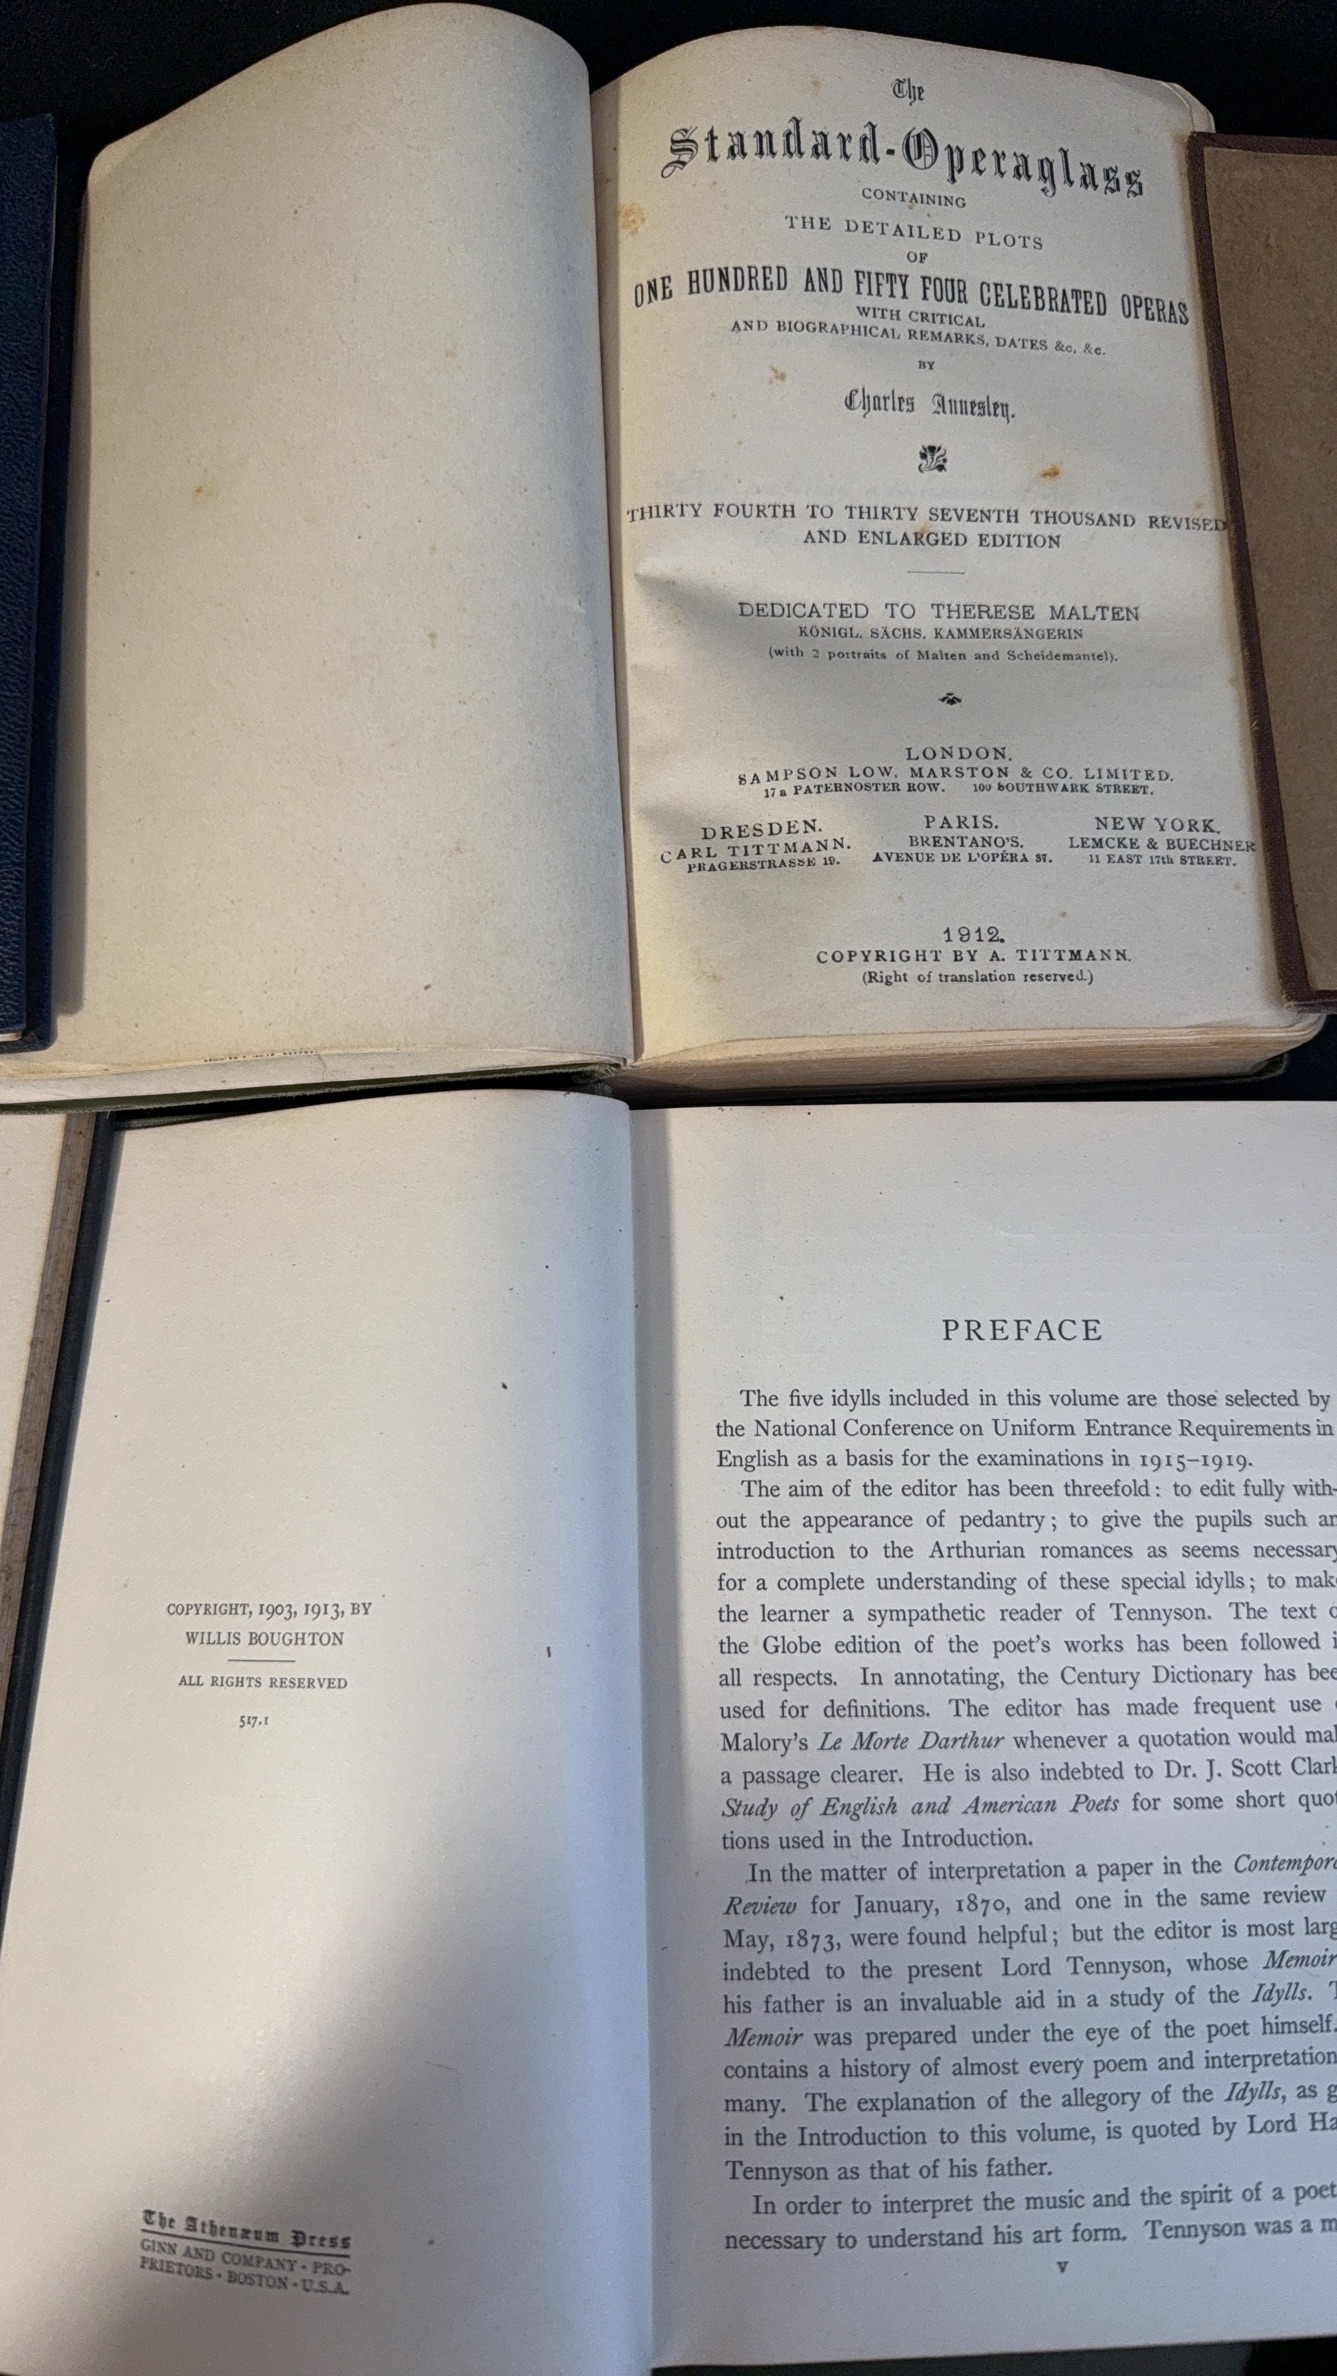 The
Standard-Operaglass
CONTAINING
THE DETAILED PLOTS
OF
ONE HUNDRED AND FIFTY FOUR CELEBRATED OPERAS
WITH CRITICAL
AND BIOGRAPHICAL REMARKS, DATES &c. &c.
BY
Charles Annesley.
THIRTY FOURTH TO THIRTY SEVENTH THOUSAND REVISED
AND ENLARGED EDITION
DEDICATED TO THERESE MALTEN
KÖNIGL. SÄCHS. KAMMERSÄNGERIN
(with 2 portraits of Malten and Scheidemantel).
LONDON.
SAMPSON LOW, MARSTON & CO. LIMITED.
17a PATERNOSTER ROW. 100 SOUTHWARK STREET.
DRESDEN.
CARL TITTMANN.
PRAGERSTRASSE 19.
PARIS.
BRENTANO'S.
AVENUE DE L'OPÉRA 37.
NEW YORK.
LEMCKE & BUECHNER
11 EAST 17th STREET.
1912.
COPYRIGHT BY A. TITTMANN.
(Right of translation reserved.)
COPYRIGHT, 1903, 1913, BY
WILLIS BOUGHTON
ALL RIGHTS RESERVED
517.1
The Athenæum Press
GINN AND COMPANY · PRO-
PRIETORS · BOSTON · U.S.A.
PREFACE
The five idylls included in this volume are those selected by
the National Conference on Uniform Entrance Requirements in
English as a basis for the examinations in 1915–1919.
The aim of the editor has been threefold: to edit fully with-
out the appearance of pedantry; to give the pupils such an
introduction to the Arthurian romances as seems necessary
for a complete understanding of these special idylls; to make
the learner a sympathetic reader of Tennyson. The text
the Globe edition of the poet's works has been followed
all respects. In annotating, the Century Dictionary has bee
used for definitions. The editor has made frequent use
Malory's Le Morte Darthur whenever a quotation would mak
a passage clearer. He is also indebted to Dr. J. Scott Clark
Study of English and American Poets for some short quot
tions used in the Introduction.
In the matter of interpretation a paper in the Contempora
Review for January, 1870, and one in the same review
May, 1873, were found helpful; but the editor is most larg
indebted to the present Lord Tennyson, whose Memoir
his father is an invaluable aid in a study of the Idylls.
Memoir was prepared under the eye of the poet himself.
contains a history of almost every poem and interpretation
many. The explanation of the allegory of the Idylls, as g
in the Introduction to this volume, is quoted by Lord Ha
Tennyson as that of his father.
In order to interpret the music and the spirit of a poet
necessary to understand his art form. Tennyson was a m
v